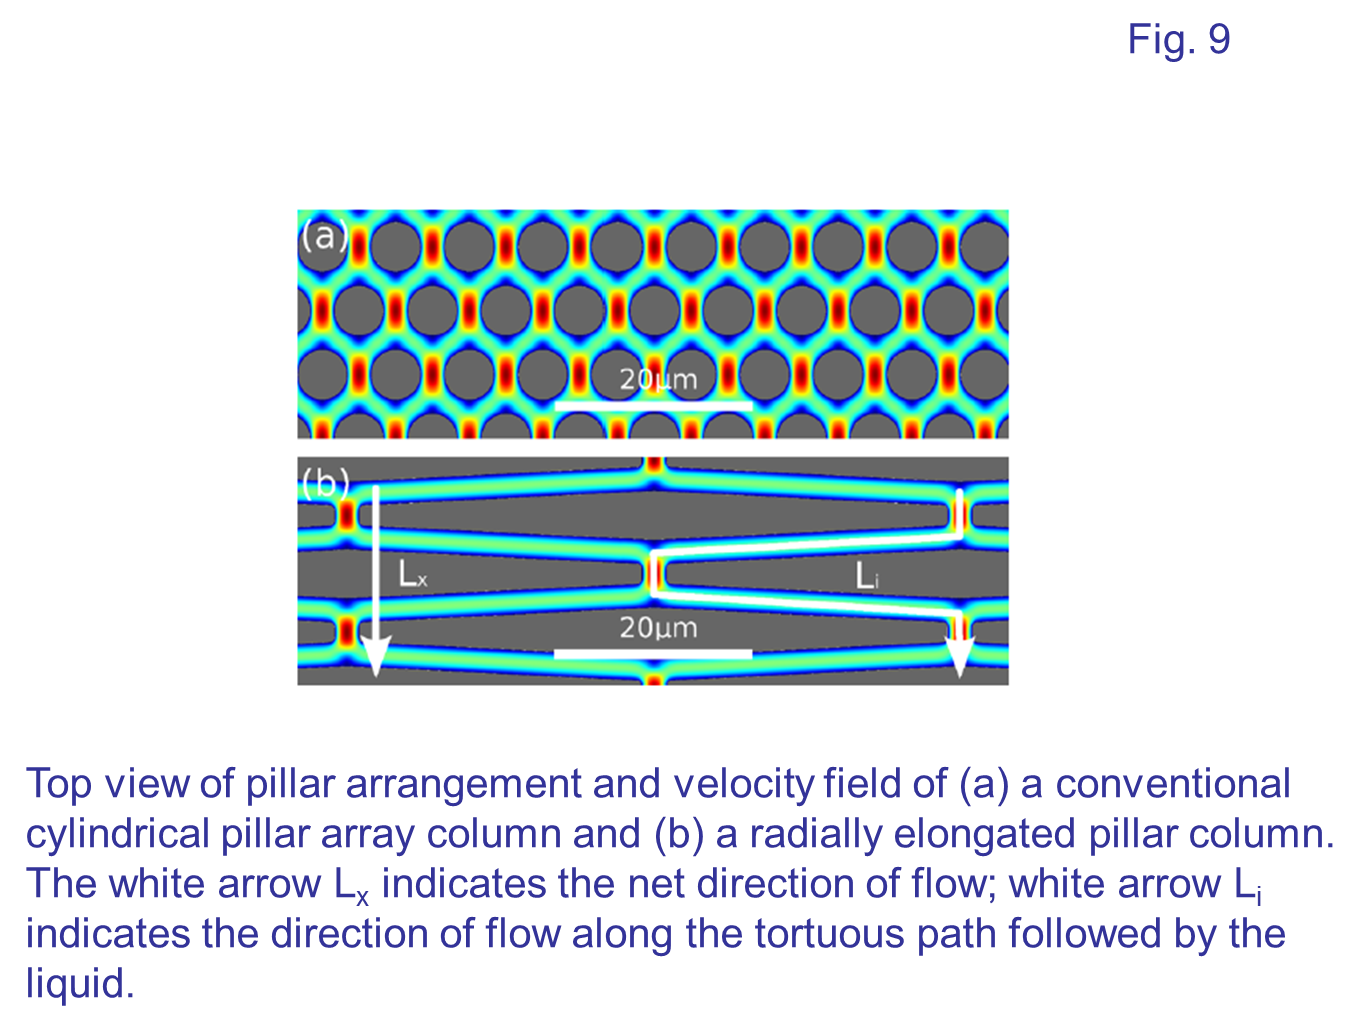 Fig. 9
(a)
20µm
(b)
Lx
Li
20µm
Top view of pillar arrangement and velocity field of (a) a conventional
cylindrical pillar array column and (b) a radially elongated pillar column.
The white arrow Lx indicates the net direction of flow; white arrow Li
indicates the direction of flow along the tortuous path followed by the
liquid.